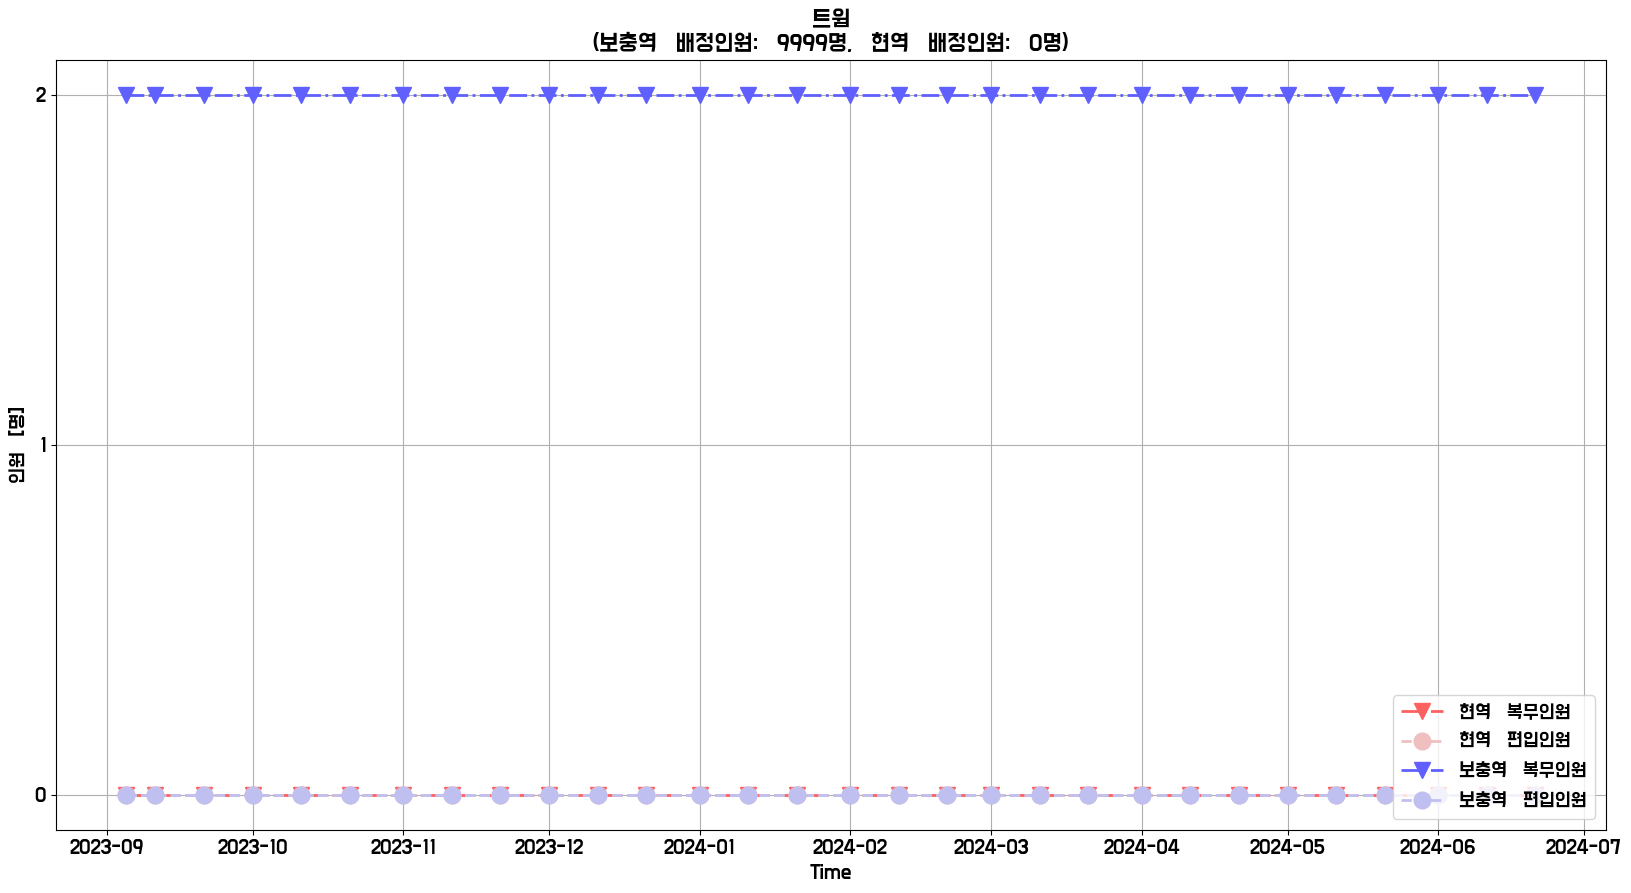 트윕
(보충역 배정인원: 9999명, 현역 배정인원: 0명)
2
1
0
인원 [명]
현역 복무인원
현역 편입인원
보충역 복무인원
보충역 편입인원
2023-09 2023-10 2023-11 2023-12 2024-01 2024-02 2024-03 2024-04 2024-05 2024-06 2024-07
Time